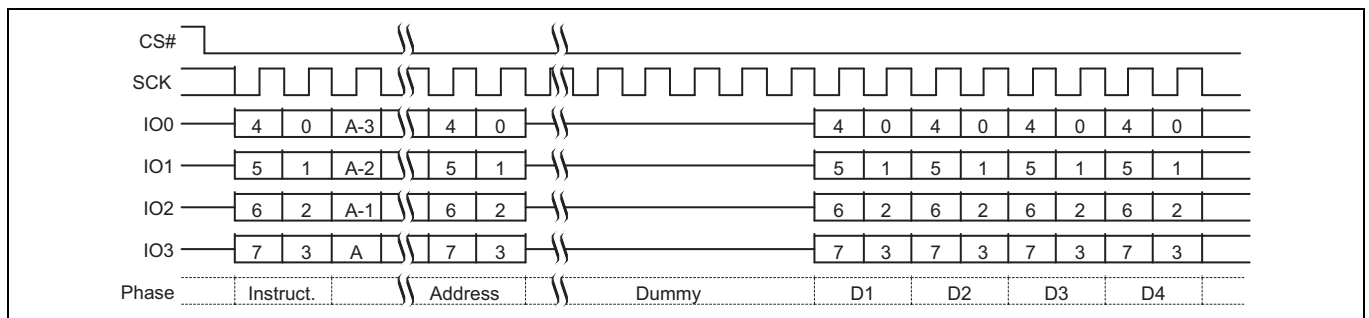 CS#
SCK
IO0 4 0 A-3 4 0 4 0 4 0 4 0 4 0
IO1 5 1 A-2 5 1 5 1 5 1 5 1 5 1
IO2 6 2 A-1 6 2 6 2 6 2 6 2 6 2
IO3 7 3 A 7 3 7 3 7 3 7 3 7 3
Phase Instruct. Address Dummy D1 D2 D3 D4